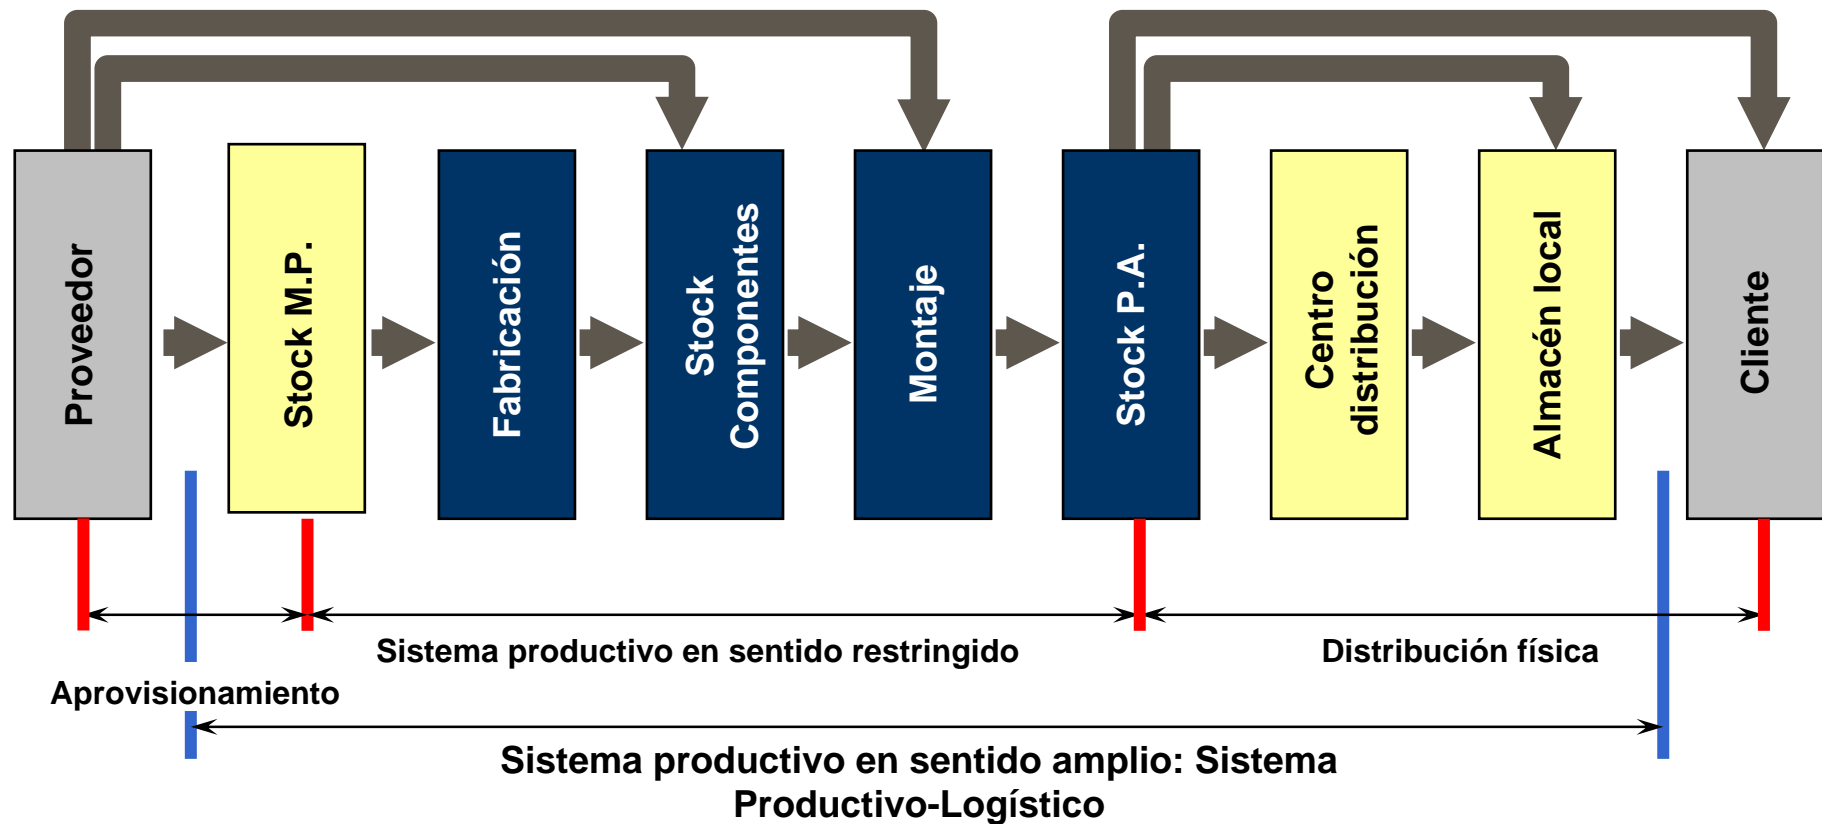 Proveedor
Stock M.P.
Fabricación
Stock
Componentes
Montaje
Stock P.A.
Centro
distribución
Almacén local
Cliente
Sistema productivo en sentido restringido
Distribución física
Aprovisionamiento
Sistema productivo en sentido amplio: Sistema
Productivo-Logístico